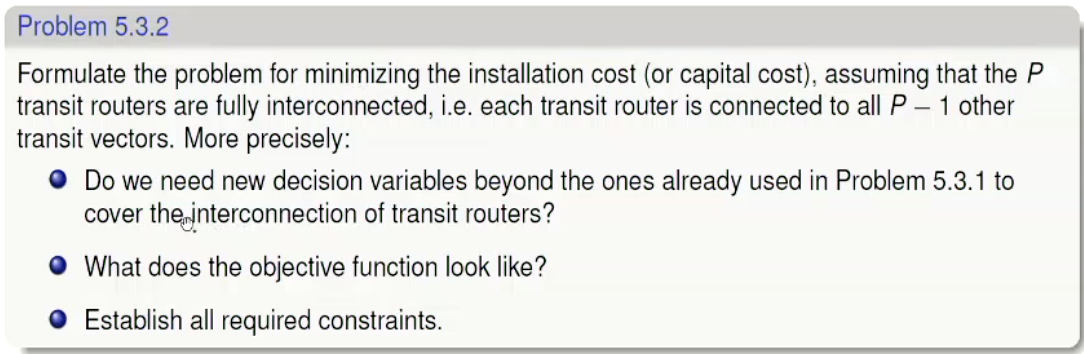 Problem 5.3.2
Formulate the problem for minimizing the installation cost (or capital cost), assuming that the P
transit routers are fully interconnected, i.e. each transit router is connected to all P − 1 other
transit vectors. More precisely:
Do we need new decision variables beyond the ones already used in Problem 5.3.1 to
cover the interconnection of transit routers?
What does the objective function look like?
Establish all required constraints.